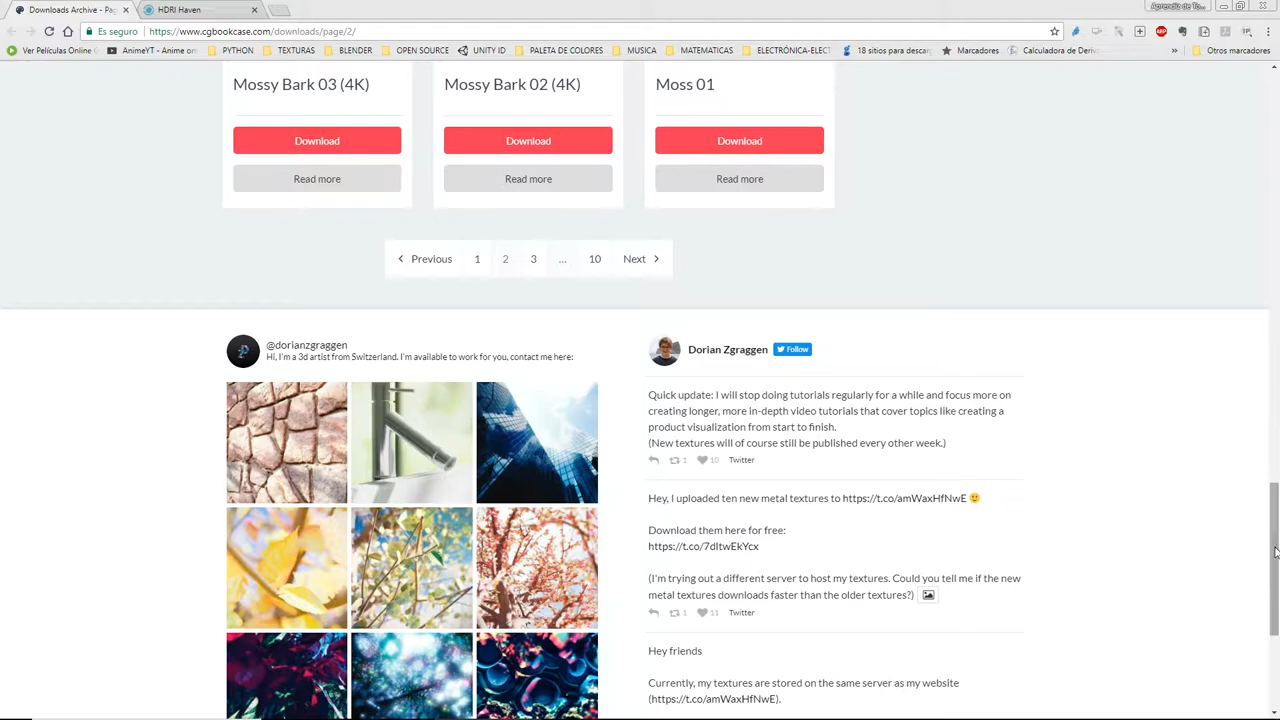 Downloads Archive - Pa
HDRI Haven
Aprendiz de To...
Es seguro
https://www.cgbookcase.com/downloads/page/2/
Ver Películas Online
AnimeYT - Anime on
PYTHON
TEXTURAS
BLENDER
OPEN SOURCE
UNITY ID
PALETA DE COLORES
MUSICA
MATEMATICAS
ELECTRÓNICA-ELECT
18 sitios para descarg
Marcadores
Calculadora de Deriv
»
Otros marcadores
Mossy Bark 03 (4K)
Mossy Bark 02 (4K)
Moss 01
Download
Download
Download
Read more
Read more
Read more
Previous 1 2 3 ... 10 Next
@dorianzgraggen
Hi, I'm a 3d artist from Switzerland. I'm available to work for you, contact me here:
Dorian Zgraggen
Follow
Quick update: I will stop doing tutorials regularly for a while and focus more on
creating longer, more in-depth video tutorials that cover topics like creating a
product visualization from start to finish.
(New textures will of course still be published every other week.)
1 10 Twitter
Hey, I uploaded ten new metal textures to https://t.co/amWaxHfNwE 🙂
Download them here for free:
https://t.co/7dItwEkYcx
(I'm trying out a different server to host my textures. Could you tell me if the new
metal textures downloads faster than the older textures?)
1 11 Twitter
Hey friends
Currently, my textures are stored on the same server as my website
(https://t.co/amWaxHfNwE).